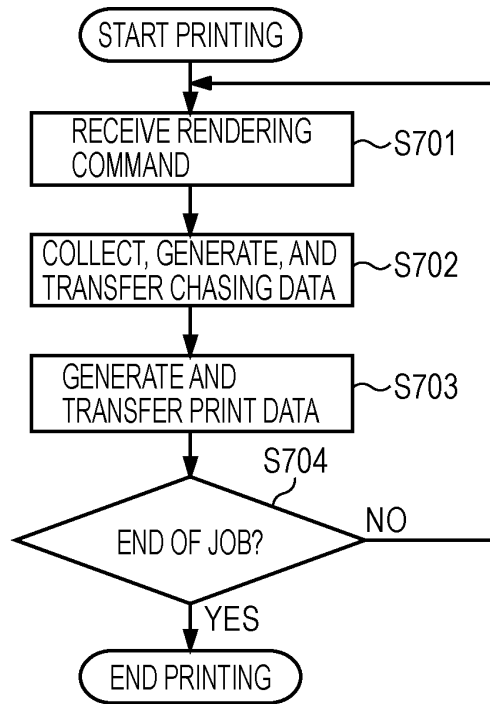 START PRINTING
RECEIVE RENDERING
COMMAND
S701
COLLECT, GENERATE, AND
TRANSFER CHASING DATA
S702
GENERATE AND
TRANSFER PRINT DATA
S703
S704
END OF JOB?
NO
YES
END PRINTING